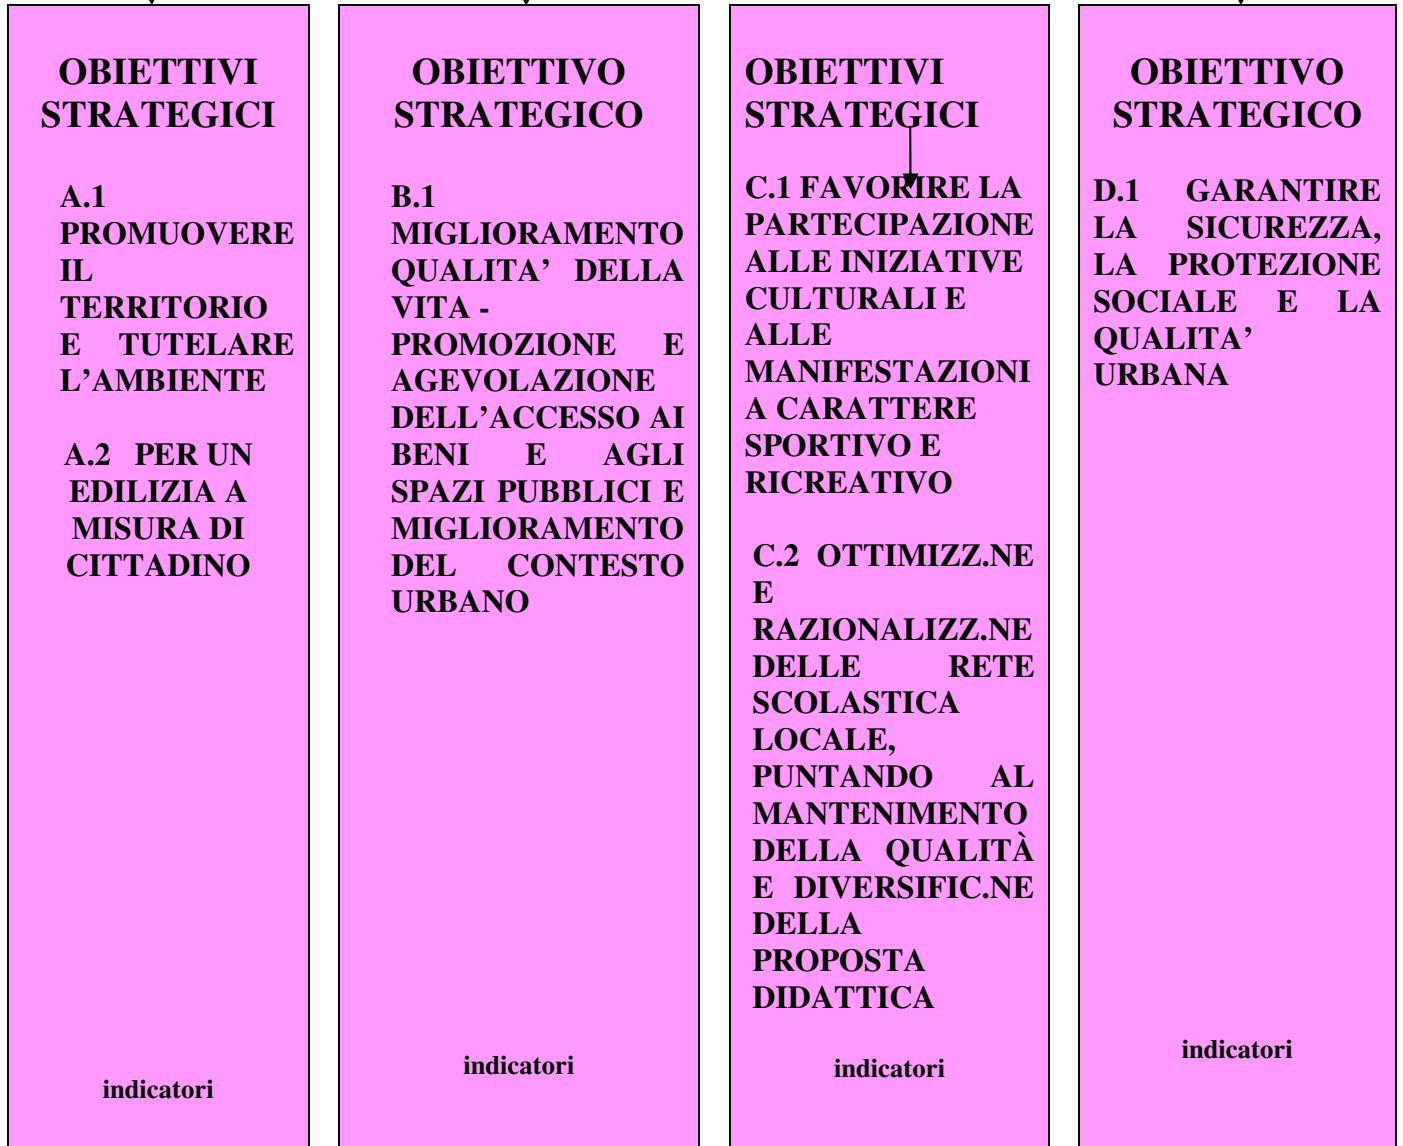 OBIETTIVI
STRATEGICI
A.1
PROMUOVERE
IL
TERRITORIO
E TUTELARE
L’AMBIENTE
A.2 PER UN
EDILIZIA A
MISURA DI
CITTADINO
indicatori
OBIETTIVO
STRATEGICO
B.1
MIGLIORAMENTO
QUALITA’ DELLA
VITA -
PROMOZIONE E
AGEVOLAZIONE
DELL’ACCESSO AI
BENI E AGLI
SPAZI PUBBLICI E
MIGLIORAMENTO
DEL CONTESTO
URBANO
indicatori
OBIETTIVI
STRATEGICI
C.1 FAVORIRE LA
PARTECIPAZIONE
ALLE INIZIATIVE
CULTURALI E
ALLE
MANIFESTAZIONI
A CARATTERE
SPORTIVO E
RICREATIVO
C.2 OTTIMIZZ.NE
E
RAZIONALIZZ.NE
DELLE RETE
SCOLASTICA
LOCALE,
PUNTANDO AL
MANTENIMENTO
DELLA QUALITÀ
E DIVERSIFIC.NE
DELLA
PROPOSTA
DIDATTICA
indicatori
OBIETTIVO
STRATEGICO
D.1 GARANTIRE
LA SICUREZZA,
LA PROTEZIONE
SOCIALE E LA
QUALITA’
URBANA
indicatori